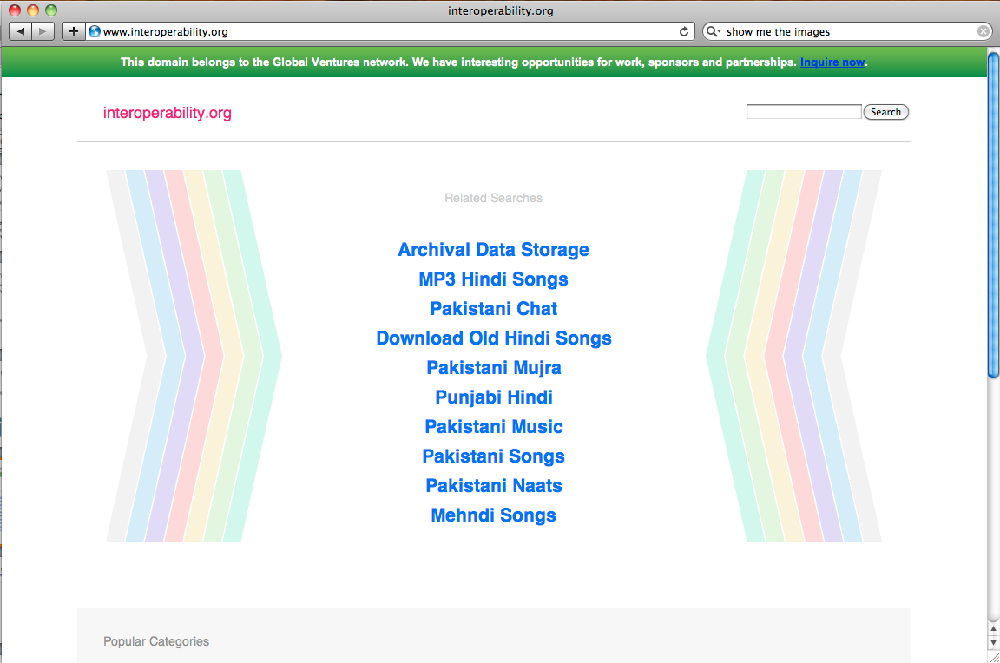 interoperability.org
www.interoperability.org
show me the images
This domain belongs to the Global Ventures network. We have interesting opportunities for work, sponsors and partnerships. Inquire now.
interoperability.org
Search
Related Searches
Archival Data Storage
MP3 Hindi Songs
Pakistani Chat
Download Old Hindi Songs
Pakistani Mujra
Punjabi Hindi
Pakistani Music
Pakistani Songs
Pakistani Naats
Mehndi Songs
Popular Categories